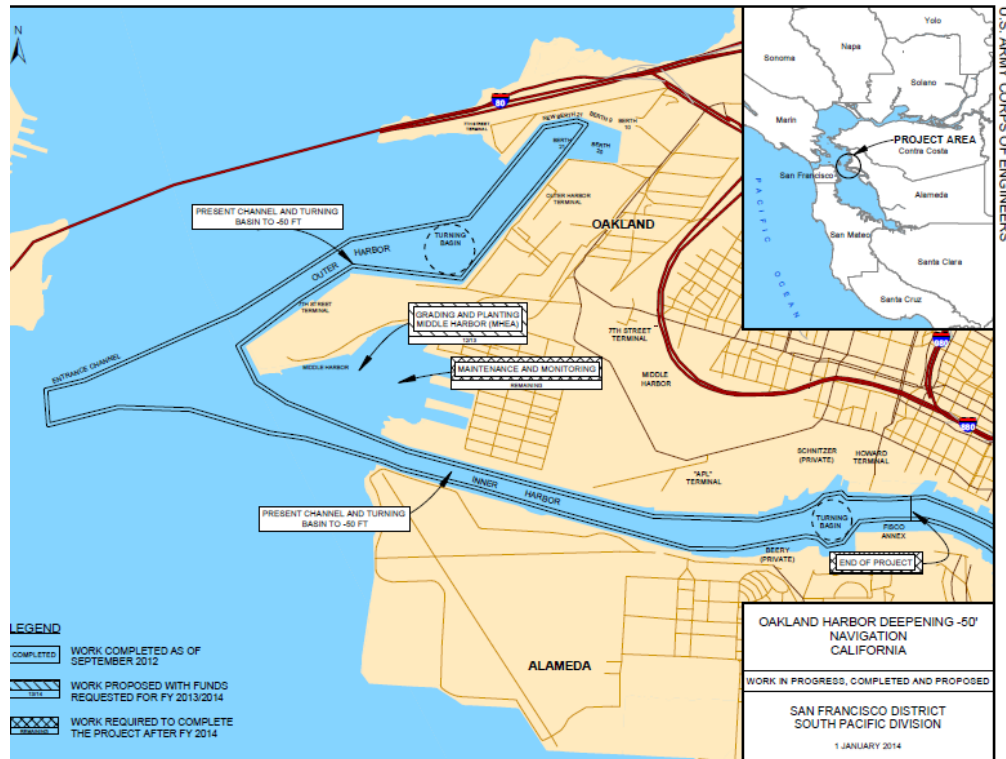 N
80
7TH STREET
TERMINAL
NEW BERTH 21
BERTH 9
BERTH
10
BERTH
BERTH
OUTER HARBOR
TERMINAL
OAKLAND
PRESENT CHANNEL AND TURNING
BASIN TO -50 FT
TURNING
BASIN
OUTER HARBOR
7TH STREET
TERMINAL
GRADING AND PLANTING
MIDDLE HARBOR (MHEA)
MIDDLE HARBOR
MAINTENANCE AND MONITORING
REMAINING
7TH STREET
TERMINAL
MIDDLE
HARBOR
ENTRANCE CHANNEL
INNER HARBOR
PRESENT CHANNEL AND TURNING
BASIN TO -50 FT
"APL"
TERMINAL
SCHNITZER
(PRIVATE)
HOWARD
TERMINAL
880
TURNING
BASIN
FISCO
ANNEX
BEERY
(PRIVATE)
END OF PROJECT
ALAMEDA
Yolo
Napa
Sonoma
Solano
Marin
PROJECT AREA
Contra Costa
San Francisco
Alameda
PACIFIC OCEAN
San Mateo
Santa Clara
Santa Cruz
U.S. ARMY CORPS OF ENGINEERS
LEGEND
COMPLETED
WORK COMPLETED AS OF
SEPTEMBER 2012
WORK PROPOSED WITH FUNDS
REQUESTED FOR FY 2013/2014
REMAINING
WORK REQUIRED TO COMPLETE
THE PROJECT AFTER FY 2014
OAKLAND HARBOR DEEPENING -50'
NAVIGATION
CALIFORNIA
WORK IN PROGRESS, COMPLETED AND PROPOSED
SAN FRANCISCO DISTRICT
SOUTH PACIFIC DIVISION
1 JANUARY 2014